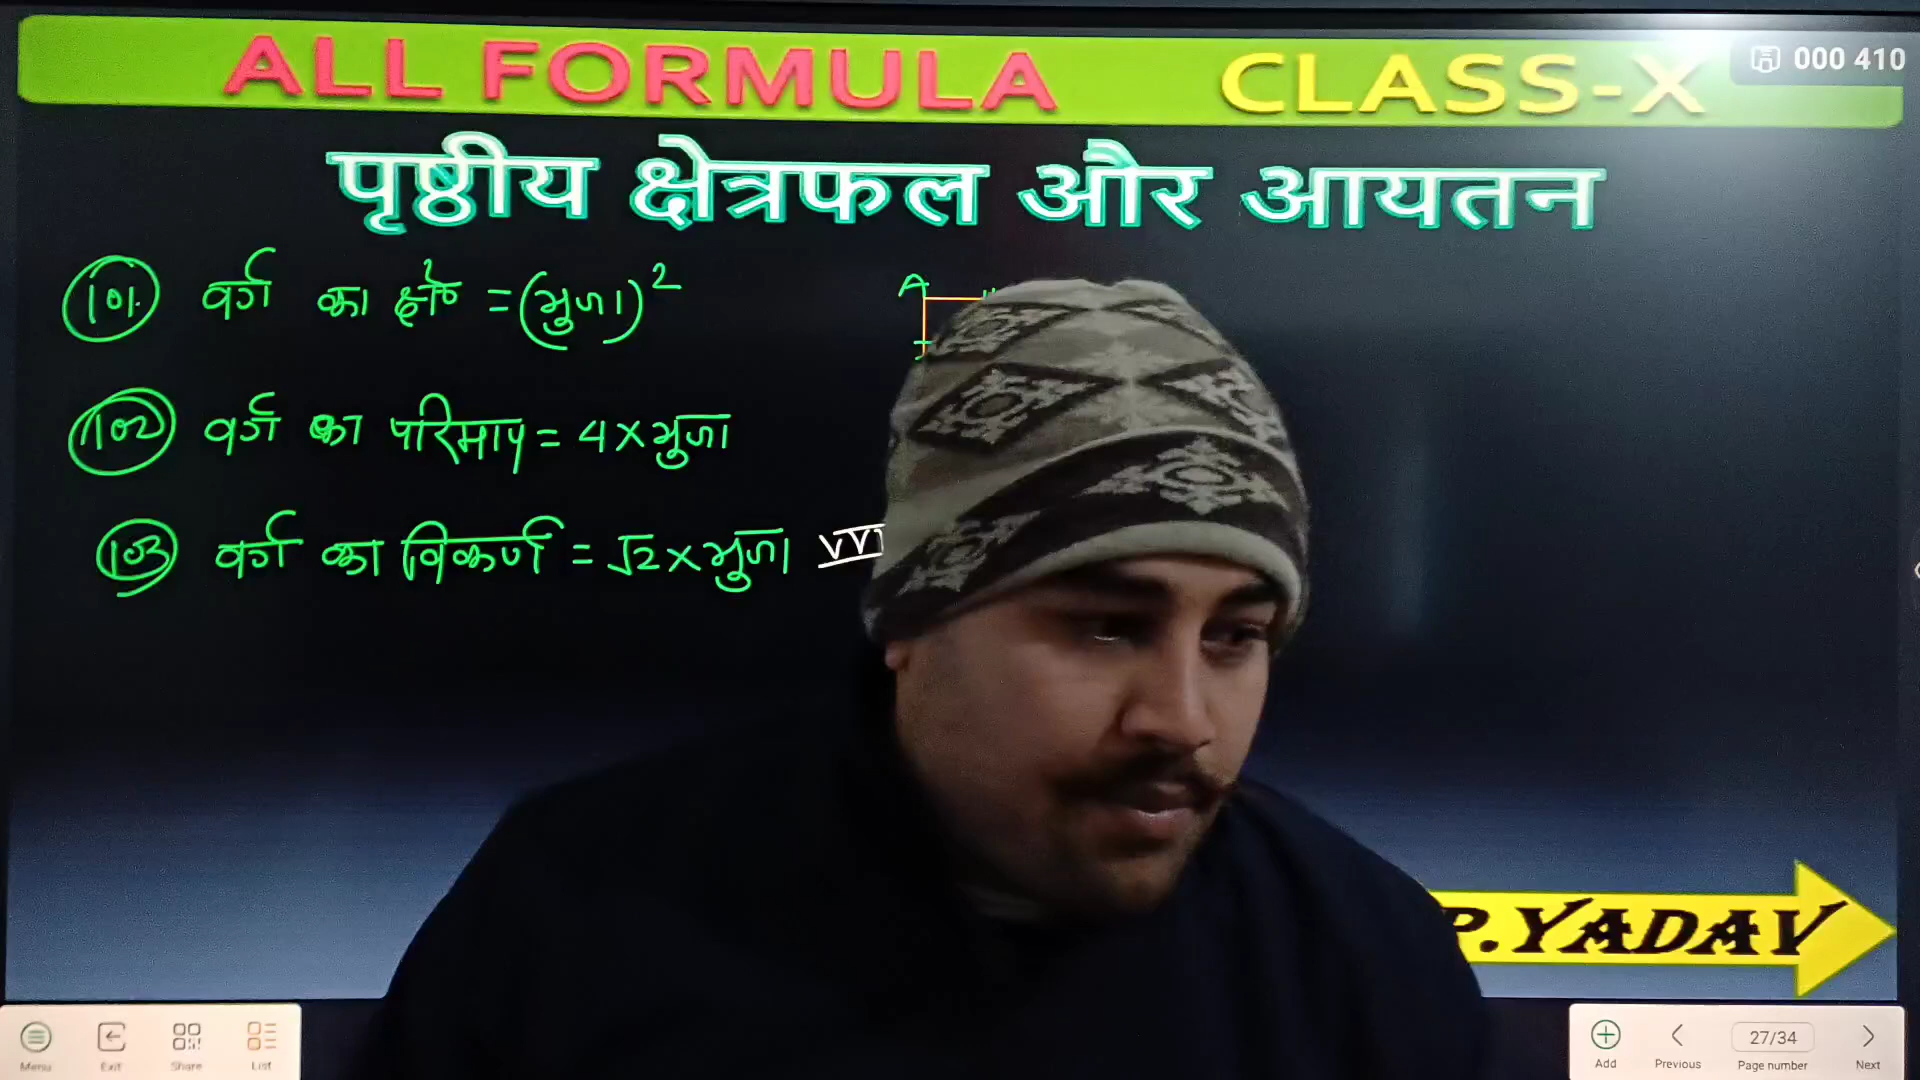 ALL FORMULA CLASS-X
000 410
पृष्ठीय क्षेत्रफल और आयतन
101. वर्ग का क्षे० = (भुजा)²
A
102 वर्ग का परिमाप = 4 × भुजा
103 वर्ग का विकर्ण = √2 × भुजा
P.YADAV
Menu Exit Share List
Add Previous 27/34 Page number Next